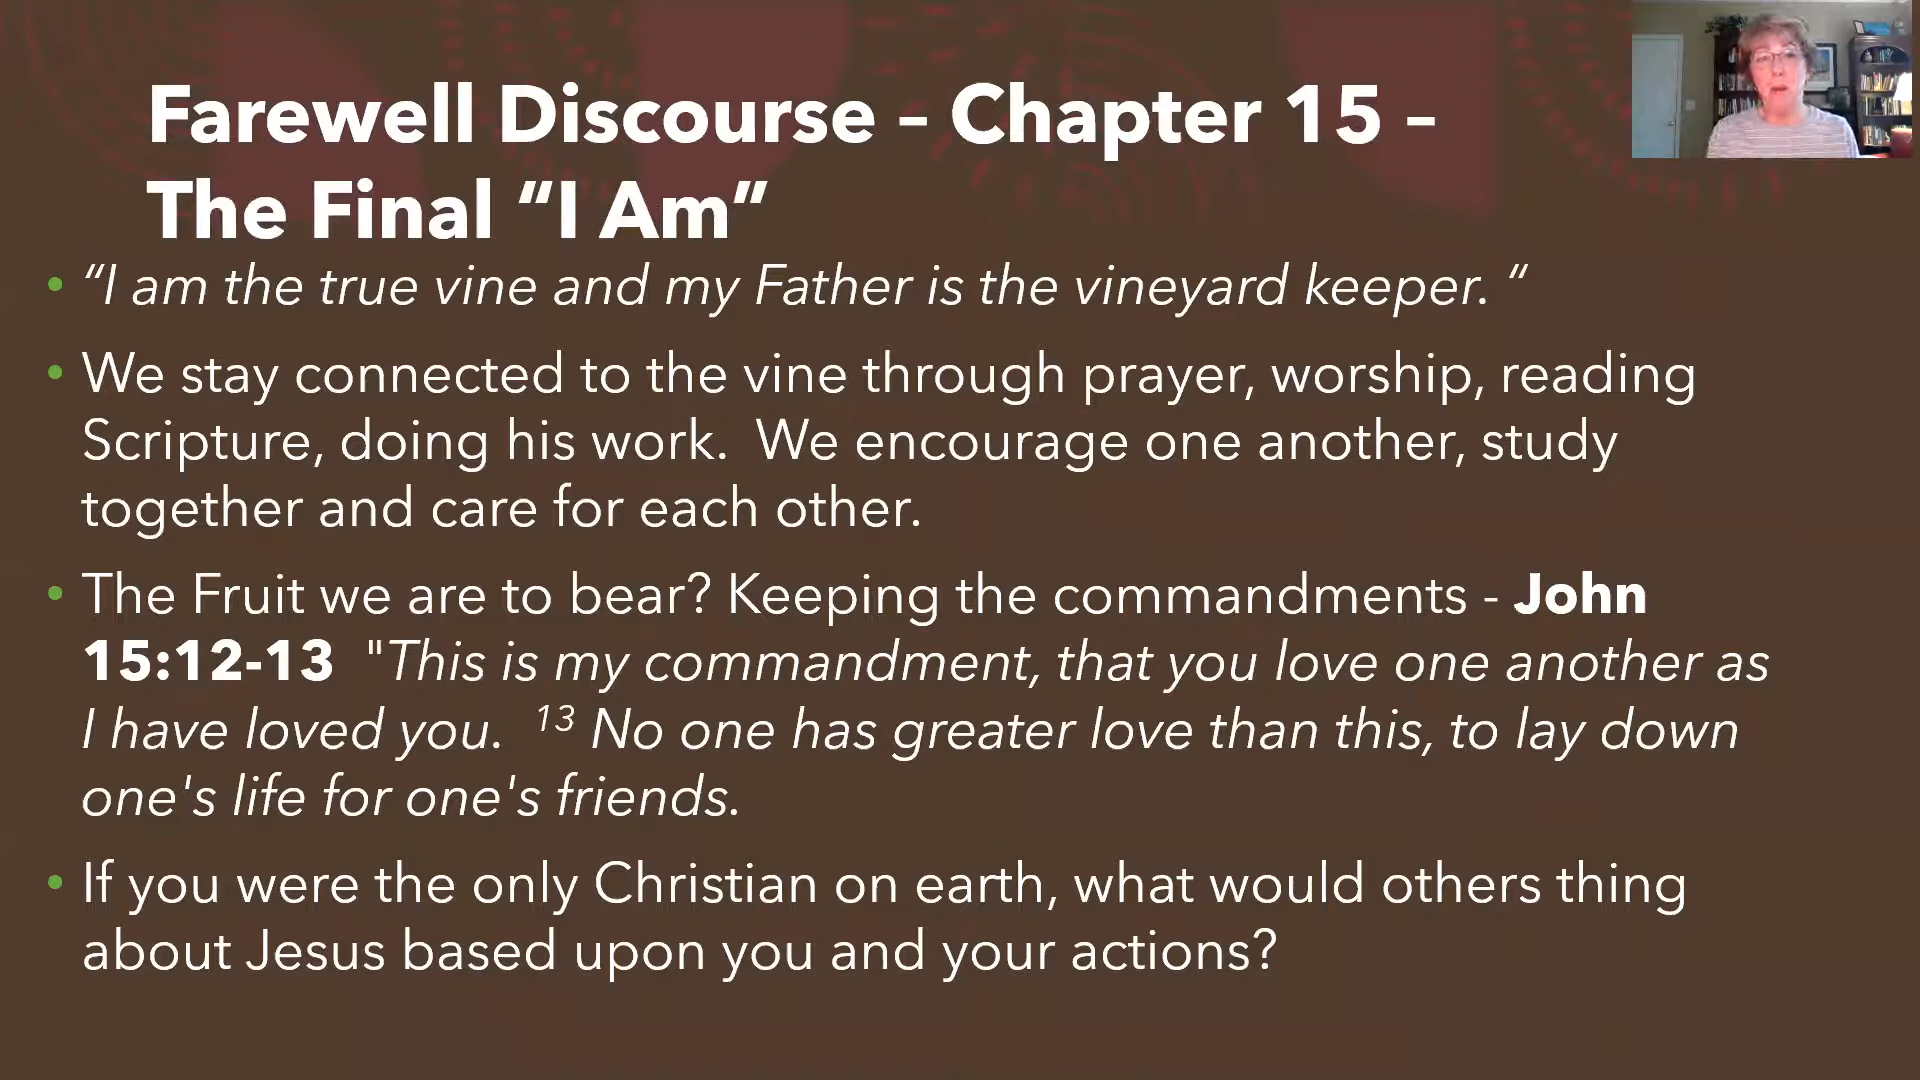 Farewell Discourse – Chapter 15 –
The Final “I Am”
• “I am the true vine and my Father is the vineyard keeper. “
• We stay connected to the vine through prayer, worship, reading
Scripture, doing his work.  We encourage one another, study
together and care for each other.
• The Fruit we are to bear? Keeping the commandments - John
15:12-13  "This is my commandment, that you love one another as
I have loved you.  ¹³ No one has greater love than this, to lay down
one's life for one's friends.
• If you were the only Christian on earth, what would others thing
about Jesus based upon you and your actions?